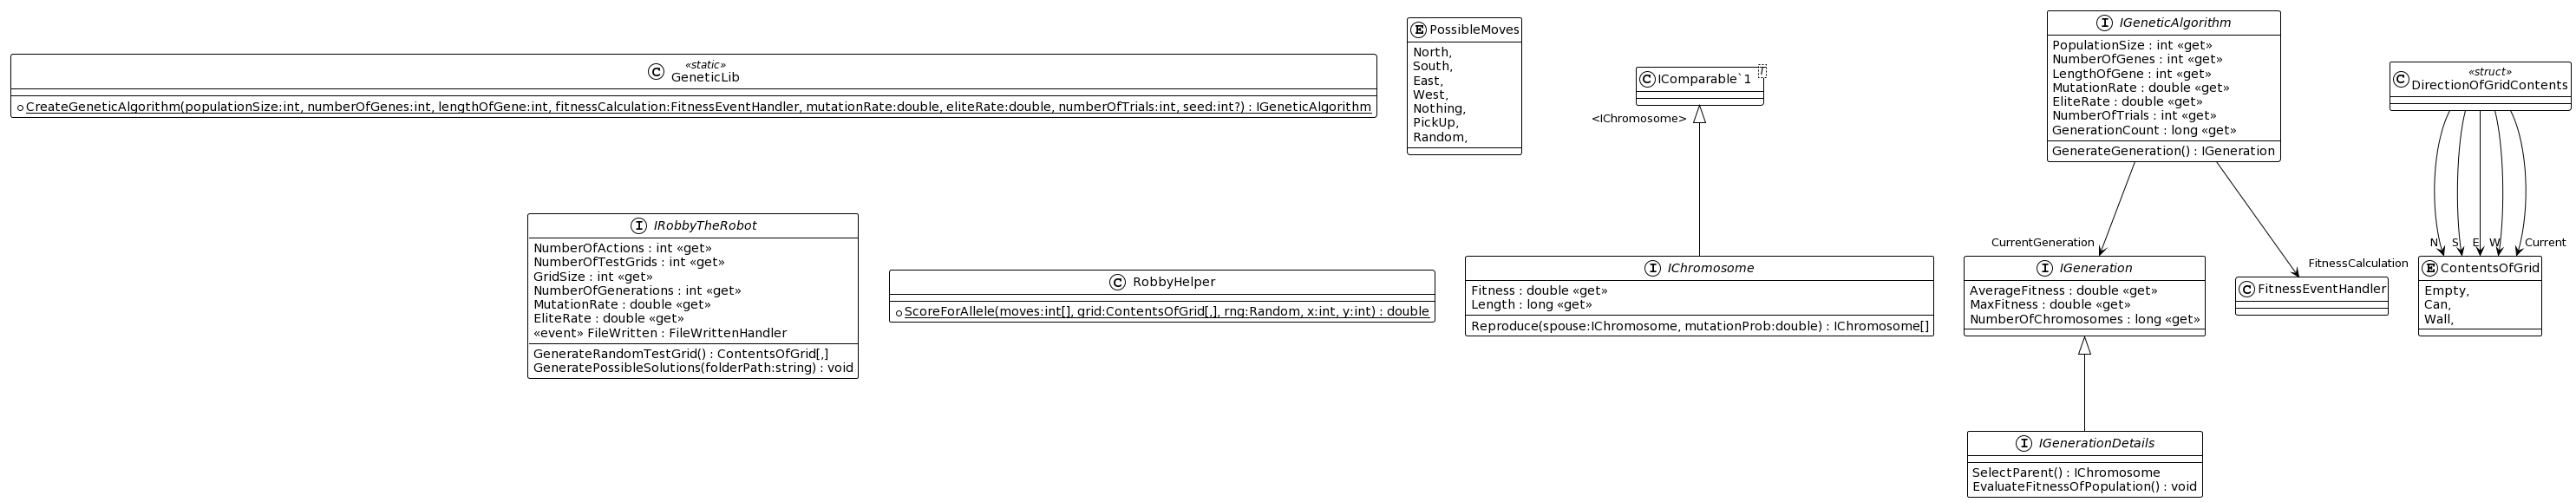 «static»
C GeneticLib
CreateGeneticAlgorithm(populationSize:int, numberOfGenes:int, lengthOfGene:int, fitnessCalculation:FitnessEventHandler, mutationRate:double, eliteRate:double, numberOfTrials:int, seed:int?) : IGeneticAlgorithm
E PossibleMoves
North,
South,
East,
West,
Nothing,
PickUp,
Random,
C IComparable`1
T
<IChromosome>
I IGeneticAlgorithm
PopulationSize : int «get»
NumberOfGenes : int «get»
LengthOfGene : int «get»
MutationRate : double «get»
EliteRate : double «get»
NumberOfTrials : int «get»
GenerationCount : long «get»
GenerateGeneration() : IGeneration
«struct»
C DirectionOfGridContents
I IRobbyTheRobot
NumberOfActions : int «get»
NumberOfTestGrids : int «get»
GridSize : int «get»
NumberOfGenerations : int «get»
MutationRate : double «get»
EliteRate : double «get»
«event» FileWritten : FileWrittenHandler
GenerateRandomTestGrid() : ContentsOfGrid[,]
GeneratePossibleSolutions(folderPath:string) : void
C RobbyHelper
ScoreForAllele(moves:int[], grid:ContentsOfGrid[,], rng:Random, x:int, y:int) : double
I IChromosome
Fitness : double «get»
Length : long «get»
Reproduce(spouse:IChromosome, mutationProb:double) : IChromosome[]
CurrentGeneration
I IGeneration
AverageFitness : double «get»
MaxFitness : double «get»
NumberOfChromosomes : long «get»
FitnessCalculation
C FitnessEventHandler
N S E W Current
E ContentsOfGrid
Empty,
Can,
Wall,
I IGenerationDetails
SelectParent() : IChromosome
EvaluateFitnessOfPopulation() : void